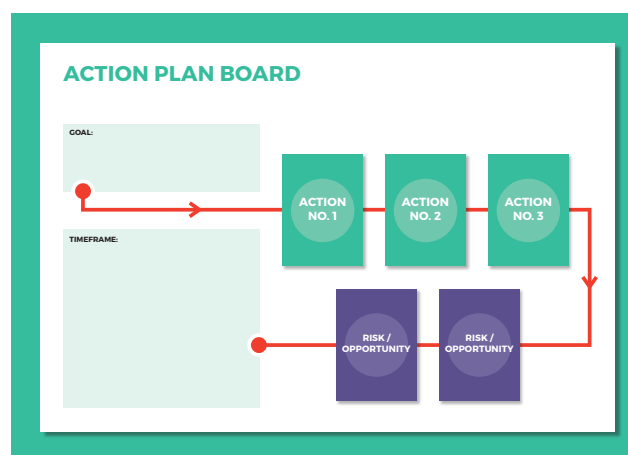 ACTION PLAN BOARD
GOAL:
ACTION
NO. 1
ACTION
NO. 2
ACTION
NO. 3
TIMEFRAME:
RISK /
OPPORTUNITY
RISK /
OPPORTUNITY